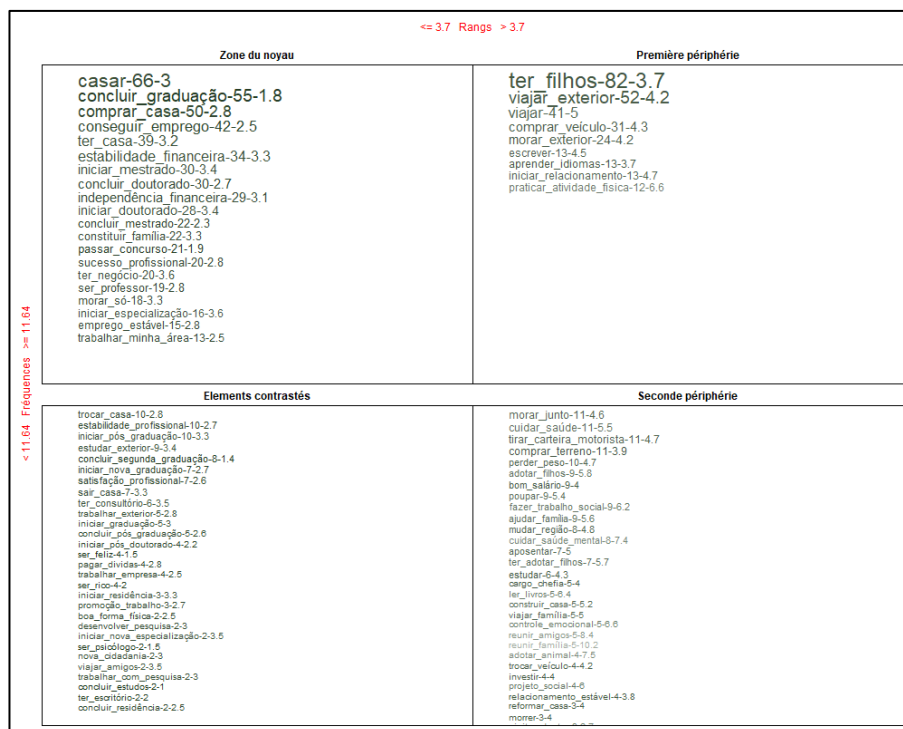 <= 3.7 Rangs > 3.7
Zone du noyau
casar-66-3
concluir_graduação-55-1.8
comprar_casa-50-2.8
conseguir_emprego-42-2.5
ter_casa-39-3.2
estabilidade_financeira-34-3.3
iniciar_mestrado-30-3.4
concluir_doutorado-30-2.7
independência_financeira-29-3.1
iniciar_doutorado-28-3.4
concluir_mestrado-22-2.3
constituir_família-22-3.3
passar_concurso-21-1.9
sucesso_profissional-20-2.8
ter_negócio-20-3.6
ser_professor-19-2.8
morar_só-18-3.3
iniciar_especialização-16-3.6
emprego_estável-15-2.8
trabalhar_minha_área-13-2.5
Première périphérie
ter_filhos-82-3.7
viajar_exterior-52-4.2
viajar-41-5
comprar_veículo-31-4.3
morar_exterior-24-4.2
escrever-13-4.5
aprender_idiomas-13-3.7
iniciar_relacionamento-13-4.7
praticar_atividade_fisica-12-6.6
< 11.64 Fréquences >= 11.64
Elements contrastés
trocar_casa-10-2.8
estabilidade_profissional-10-2.7
iniciar_pós_graduação-10-3.3
estudar_exterior-9-3.4
concluir_segunda_graduação-8-1.4
iniciar_nova_graduação-7-2.7
satisfação_profissional-7-2.6
sair_casa-7-3.3
ter_consultório-6-3.5
trabalhar_exterior-5-2.8
iniciar_graduação-5-3
concluir_pós_graduação-5-2.6
iniciar_pós_doutorado-4-2.2
ser_feliz-4-1.5
pagar_dividas-4-2.8
trabalhar_empresa-4-2.5
ser_rico-4-2
iniciar_residência-3-3.3
promoção_trabalho-3-2.7
boa_forma_física-2-2.5
desenvolver_pesquisa-2-3
iniciar_nova_especialização-2-3.5
ser_psicólogo-2-1.5
nova_cidadania-2-3
viajar_amigos-2-3.5
trabalhar_com_pesquisa-2-3
concluir_estudos-2-1
ter_escritório-2-2
concluir_residência-2-2.5
Seconde périphérie
morar_junto-11-4.6
cuidar_saúde-11-5.5
tirar_carteira_motorista-11-4.7
comprar_terreno-11-3.9
perder_peso-10-4.7
adotar_filhos-9-5.8
bom_salário-9-4
poupar-9-5.4
fazer_trabalho_social-9-6.2
ajudar_família-9-5.6
mudar_região-8-4.8
cuidar_saúde_mental-8-7.4
aposentar-7-5
ter_adotar_filhos-7-5.7
estudar-6-4.3
cargo_chefia-5-4
ler_livros-5-6.4
construir_casa-5-5.2
viajar_família-5-5
controle_emocional-5-6.6
reunir_amigos-5-8.4
reunir_família-5-10.2
adotar_animal-4-7.5
trocar_veículo-4-4.2
investir-4-4
projeto_social-4-6
relacionamento_estável-4-3.8
reformar_casa-3-4
morrer-3-4